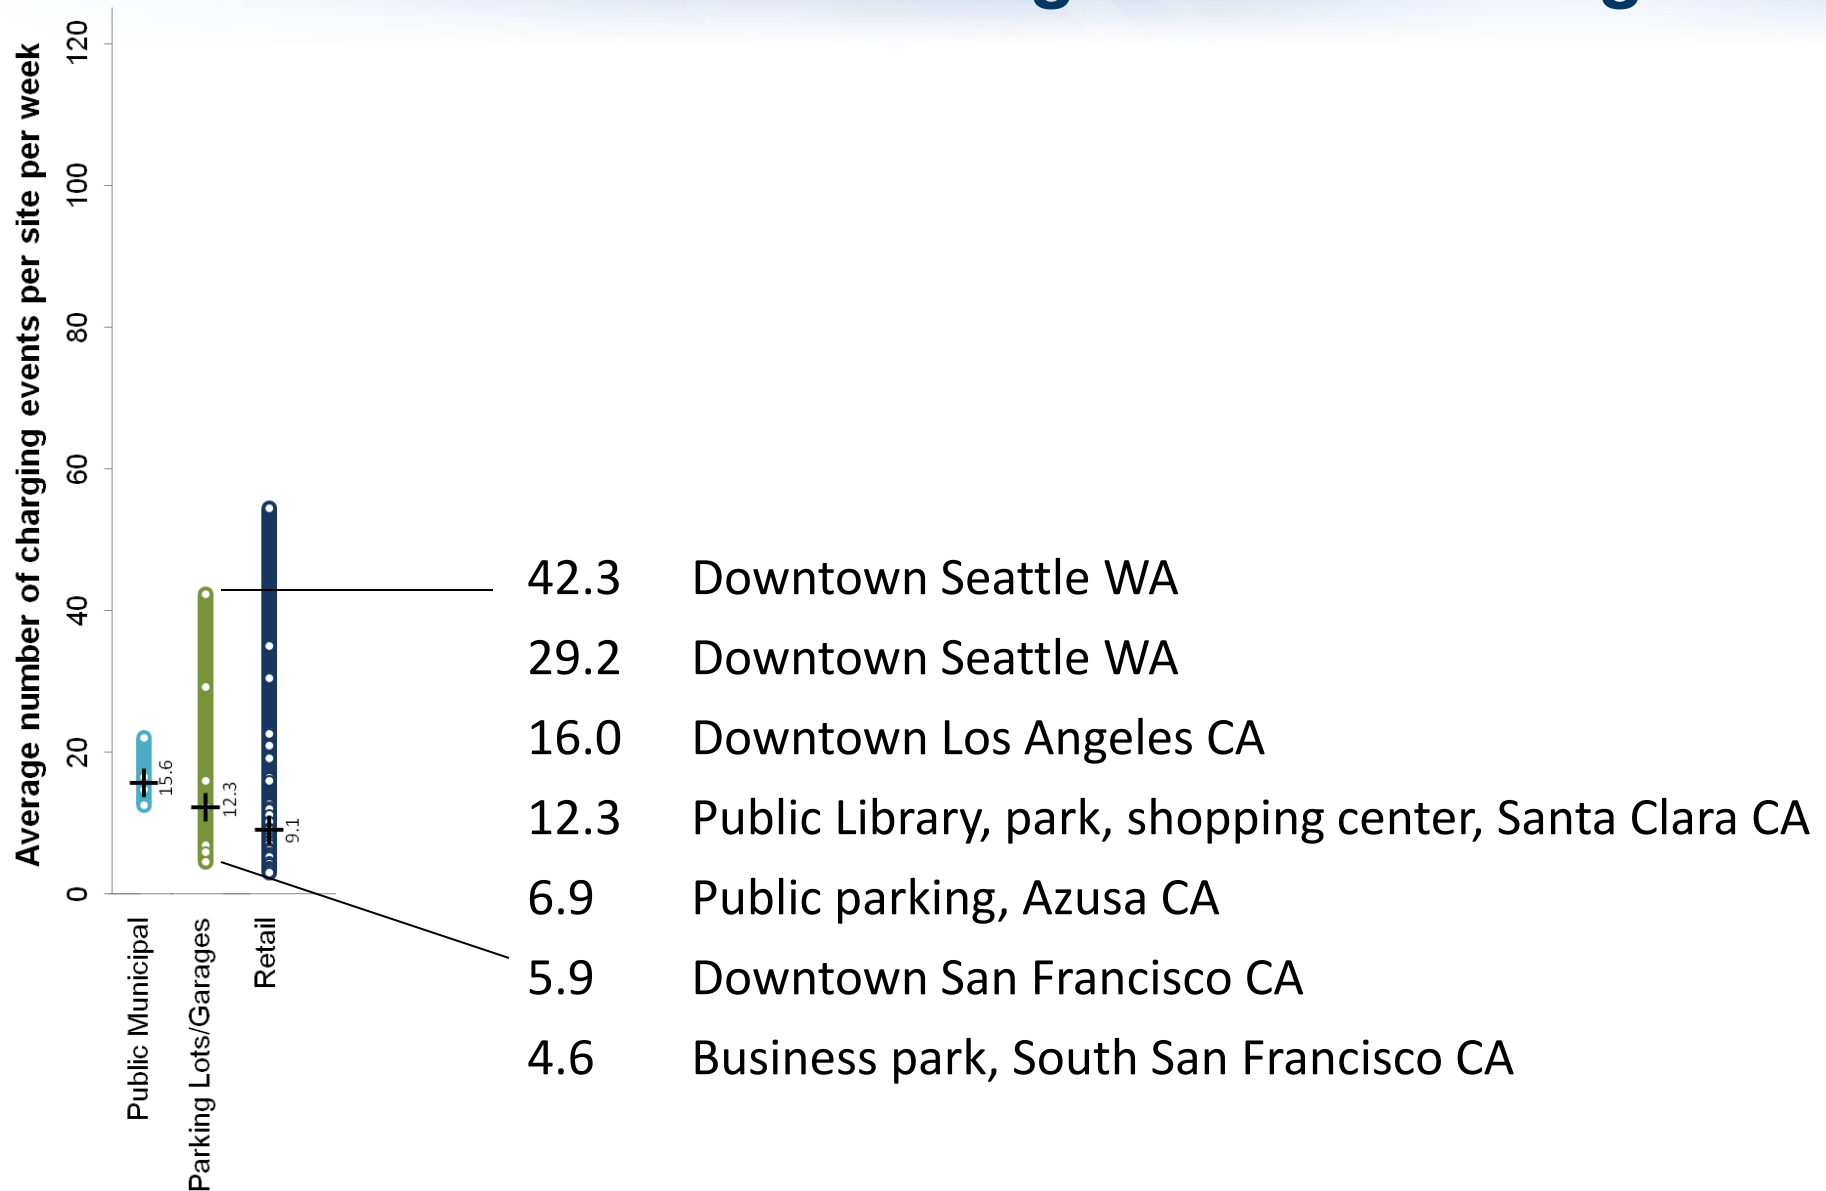 Average number of charging events per site per week
120
100
80
60
40
20
0
15.6
12.3
9.1
Public Municipal
Parking Lots/Garages
Retail
42.3 Downtown Seattle WA
29.2 Downtown Seattle WA
16.0 Downtown Los Angeles CA
12.3 Public Library, park, shopping center, Santa Clara CA
6.9 Public parking, Azusa CA
5.9 Downtown San Francisco CA
4.6 Business park, South San Francisco CA